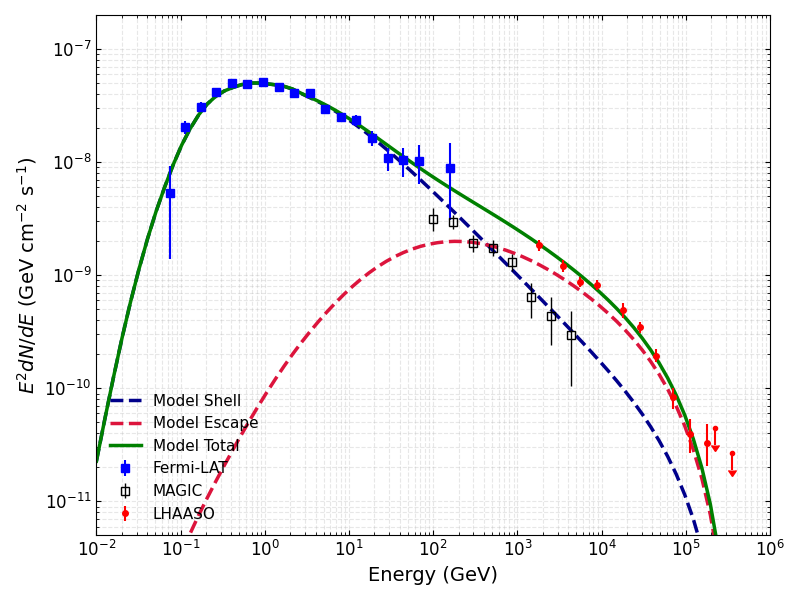 10⁻⁷
10⁻⁸
10⁻⁹
10⁻¹⁰
10⁻¹¹
E² dN/dE (GeV cm⁻² s⁻¹)
Model Shell
Model Escape
Model Total
Fermi-LAT
MAGIC
LHAASO
10⁻² 10⁻¹ 10⁰ 10¹ 10² 10³ 10⁴ 10⁵ 10⁶
Energy (GeV)